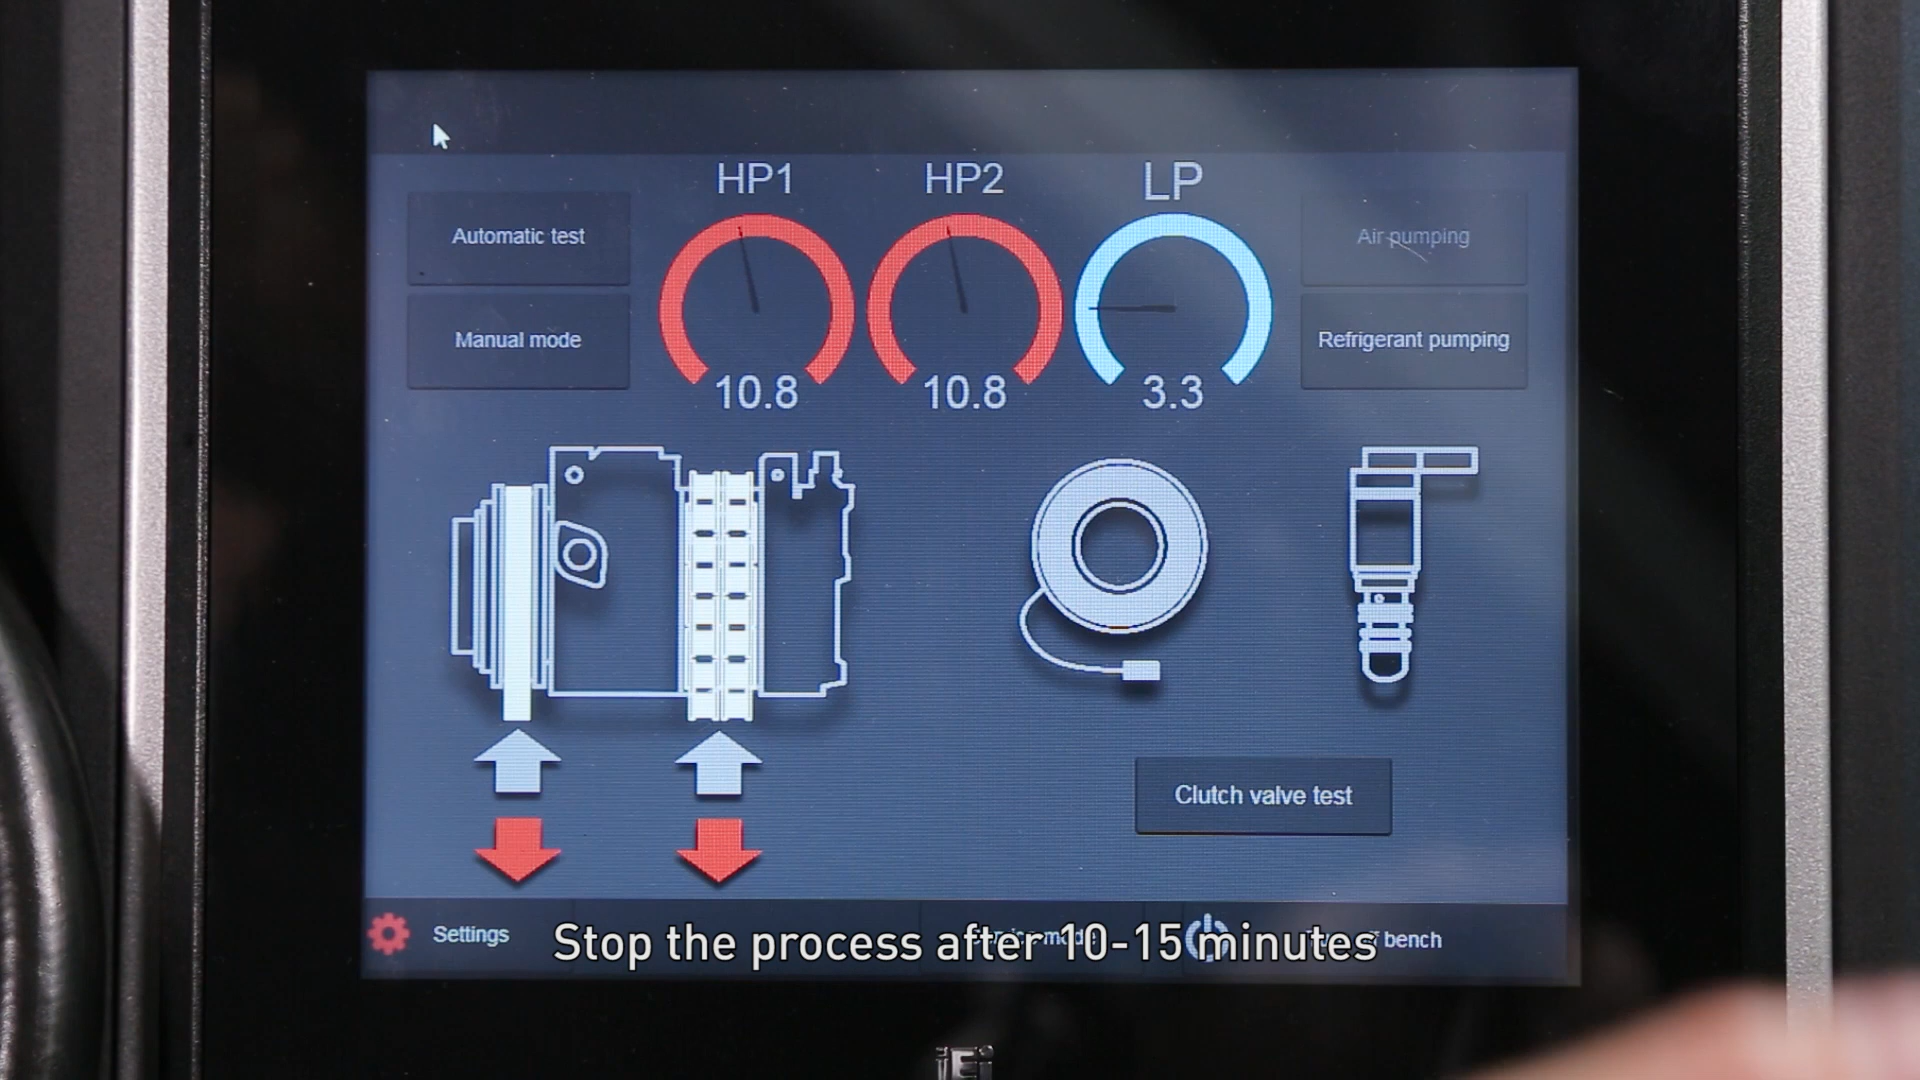 HP1
HP2
LP
Automatic test
Air pumping
Manual mode
Refrigerant pumping
10.8
10.8
3.3
Clutch valve test
Settings
bench
Stop the process after 10-15 minutes